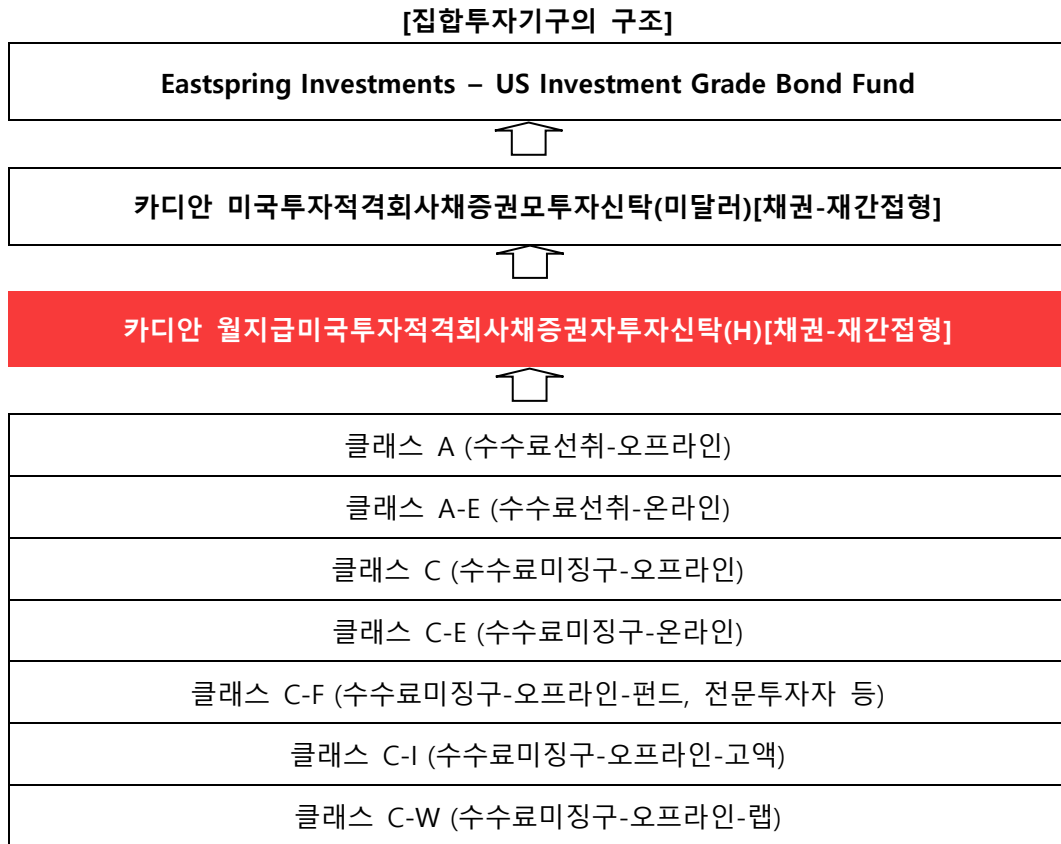 [집합투자기구의 구조]
Eastspring Investments – US Investment Grade Bond Fund
카디안 미국투자적격회사채증권모투자신탁(미달러)[채권-재간접형]
카디안 월지급미국투자적격회사채증권자투자신탁(H)[채권-재간접형]
클래스 A (수수료선취-오프라인)
클래스 A-E (수수료선취-온라인)
클래스 C (수수료미징구-오프라인)
클래스 C-E (수수료미징구-온라인)
클래스 C-F (수수료미징구-오프라인-펀드, 전문투자자 등)
클래스 C-I (수수료미징구-오프라인-고액)
클래스 C-W (수수료미징구-오프라인-랩)